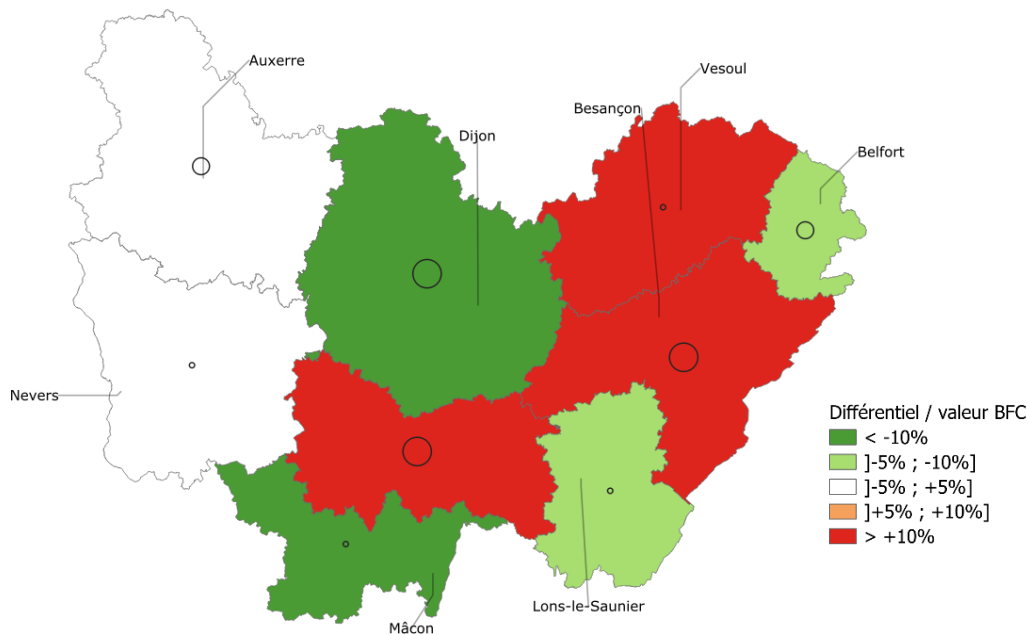 Auxerre
Vesoul
Besançon
Dijon
Belfort
Nevers
Différentiel / valeur BFC
< -10%
]-5% ; -10%]
]-5% ; +5%]
]+5% ; +10%]
> +10%
Lons-le-Saunier
Mâcon